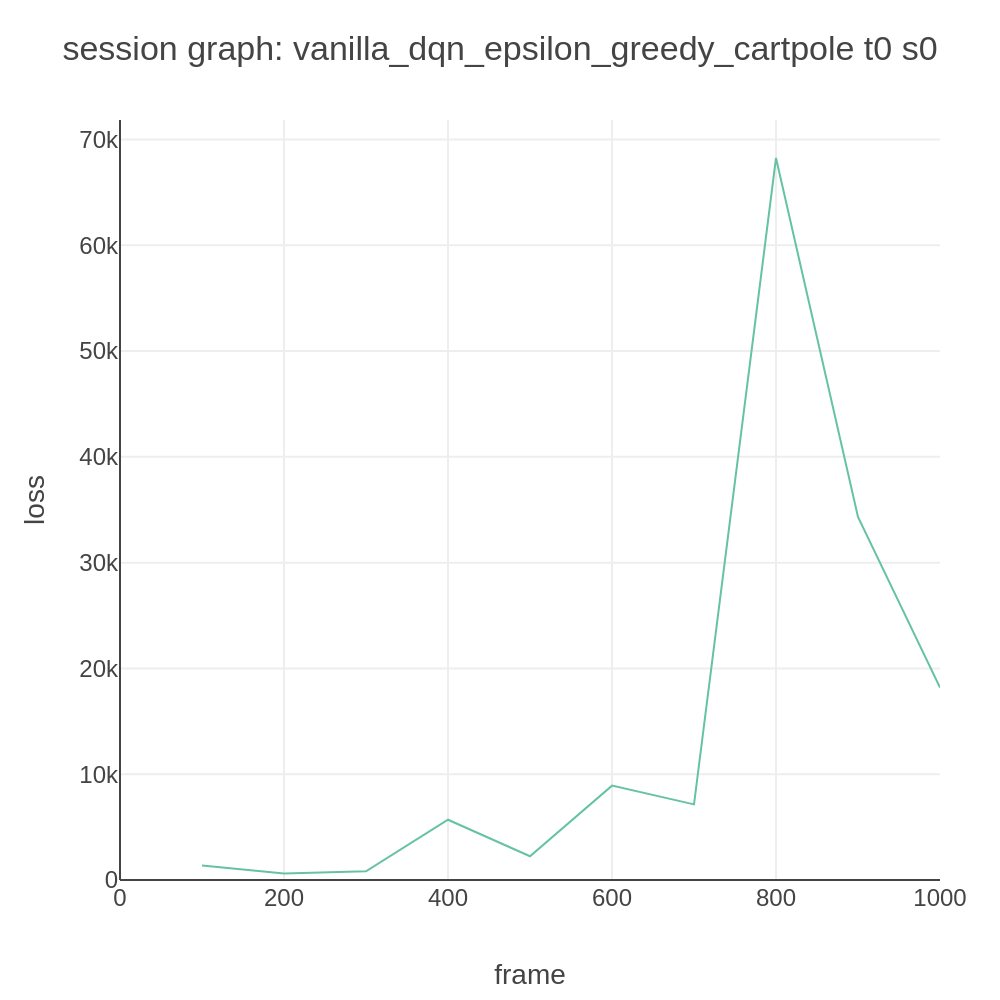 session graph: vanilla_dqn_epsilon_greedy_cartpole t0 s0
70k
60k
50k
40k
30k
20k
10k
0
loss
0 200 400 600 800 1000
frame